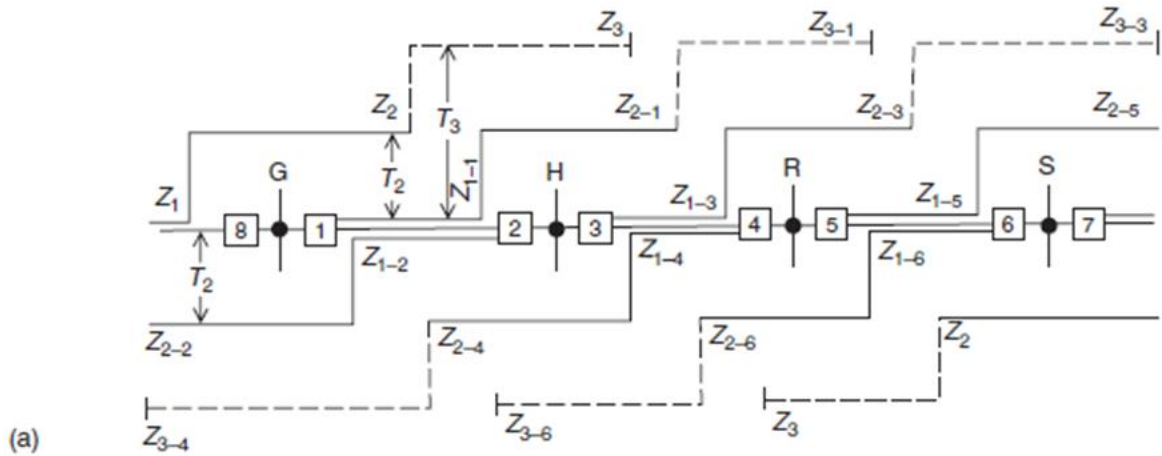 Z3 Z3–1 Z3–3
Z2 Z2–1 Z2–3 Z2–5
T3
G T2 Z1–1 H R S
Z1 Z1–3 Z1–5
8 1 2 3 4 5 6 7
T2 Z1–2 Z1–4 Z1–6
Z2–2 Z2–4 Z2–6 Z2
(a) Z3–4 Z3–6 Z3